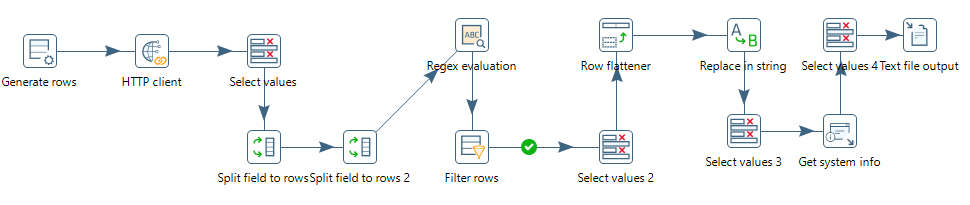 Generate rows
HTTP client
Select values
Split field to rows
Split field to rows 2
ABC
Regex evaluation
Filter rows
Select values 2
Row flattener
A
B
Replace in string
Select values 3
Get system info
Select values 4
Text file output